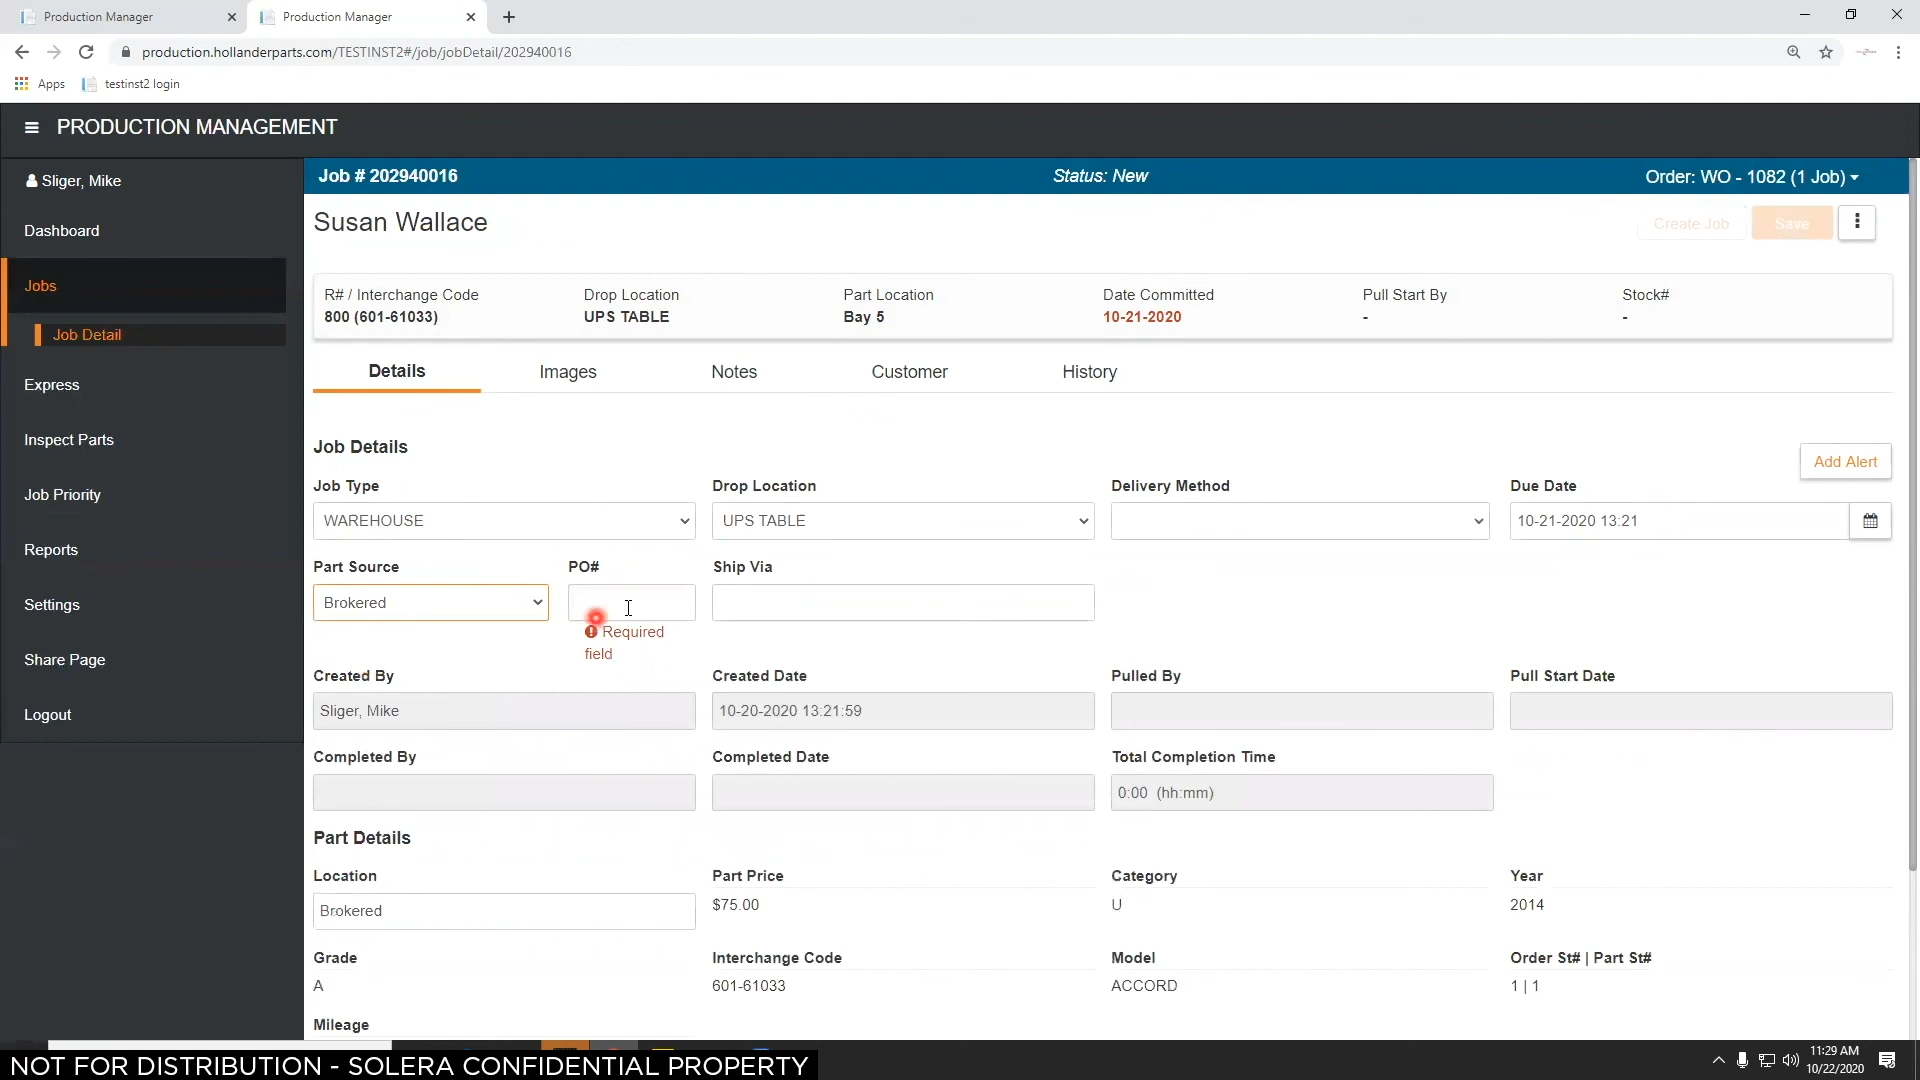 Production Manager
Production Manager
production.hollanderparts.com/TESTINST2#/job/jobDetail/202940016
Apps
testinst2 login
PRODUCTION MANAGEMENT
Sliger, Mike
Dashboard
Jobs
Job Detail
Express
Inspect Parts
Job Priority
Reports
Settings
Share Page
Logout
Job # 202940016
Status: New
Order: WO - 1082 (1 Job)
Susan Wallace
Create Job
Save
R# / Interchange Code
800 (601-61033)
Drop Location
UPS TABLE
Part Location
Bay 5
Date Committed
10-21-2020
Pull Start By
-
Stock#
-
Details
Images
Notes
Customer
History
Job Details
Add Alert
Job Type
WAREHOUSE
Drop Location
UPS TABLE
Delivery Method
Due Date
10-21-2020 13:21
Part Source
Brokered
PO#
Required
field
Ship Via
Created By
Sliger, Mike
Created Date
10-20-2020 13:21:59
Pulled By
Pull Start Date
Completed By
Completed Date
Total Completion Time
0:00 (hh:mm)
Part Details
Location
Brokered
Part Price
$75.00
Category
U
Year
2014
Grade
A
Interchange Code
601-61033
Model
ACCORD
Order St# | Part St#
1 | 1
Mileage
NOT FOR DISTRIBUTION - SOLERA CONFIDENTIAL PROPERTY
11:29 AM
10/22/2020